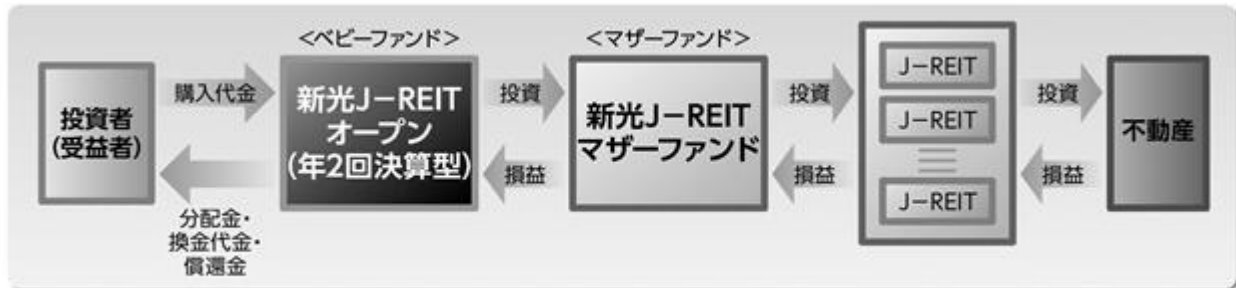 <ベビーファンド>
<マザーファンド>
投資者
(受益者)
購入代金
分配金・
換金代金・
償還金
新光J-REIT
オープン
(年2回決算型)
投資
損益
新光J-REIT
マザーファンド
投資
損益
J-REIT
J-REIT
J-REIT
投資
損益
不動産